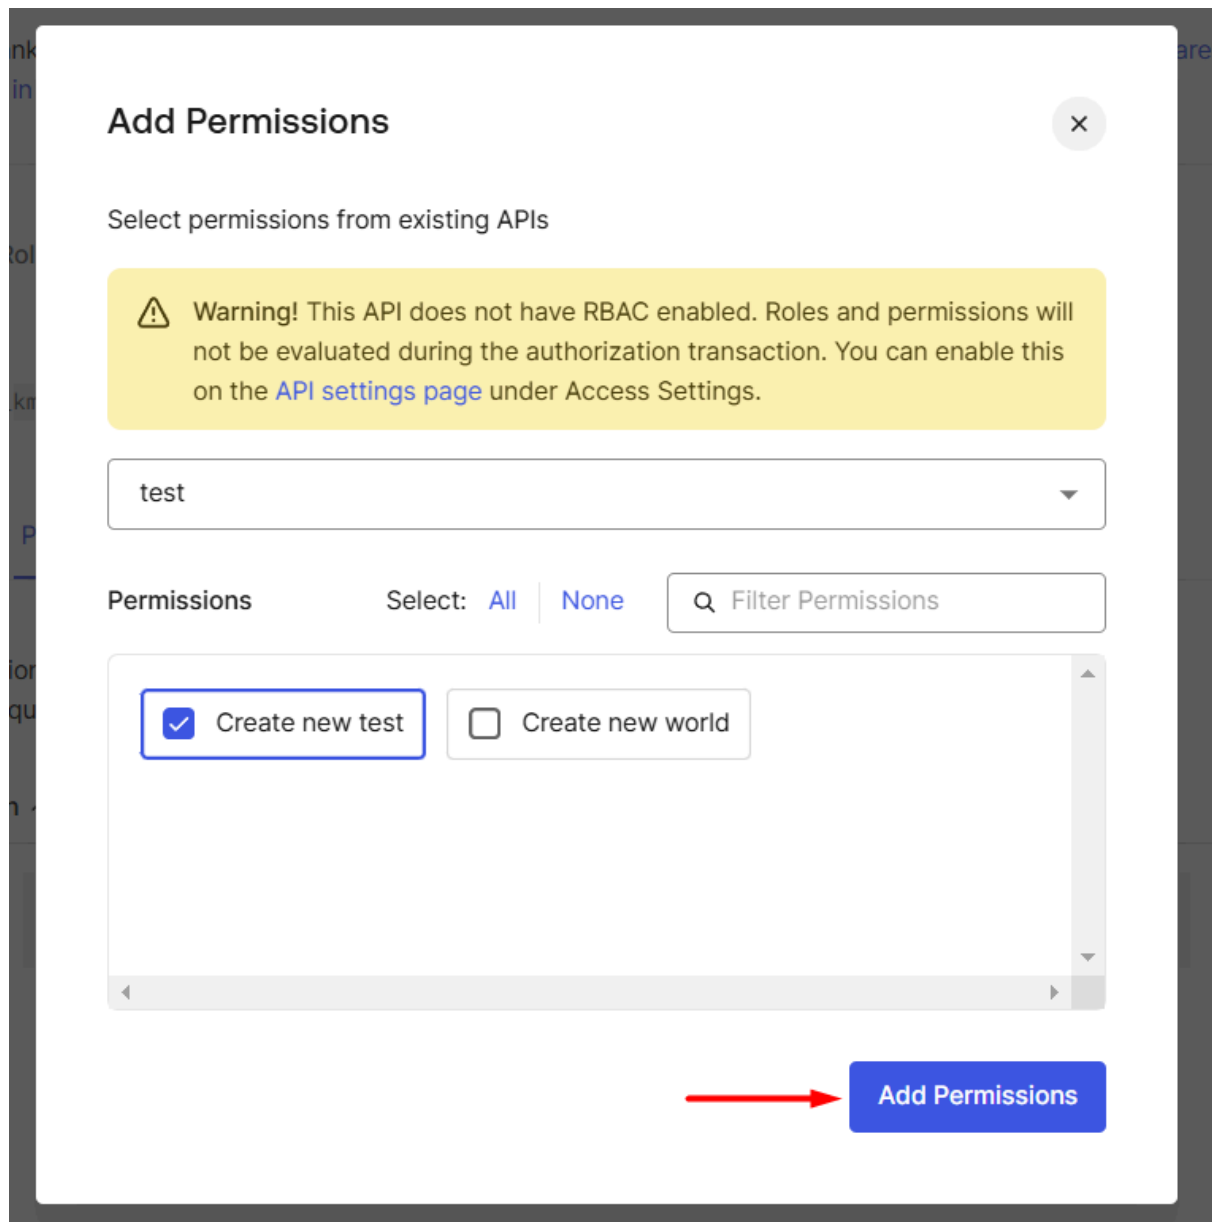 Add Permissions
Select permissions from existing APIs
Warning! This API does not have RBAC enabled. Roles and permissions will
not be evaluated during the authorization transaction. You can enable this
on the API settings page under Access Settings.
test
Permissions Select: All None Filter Permissions
Create new test Create new world
Add Permissions